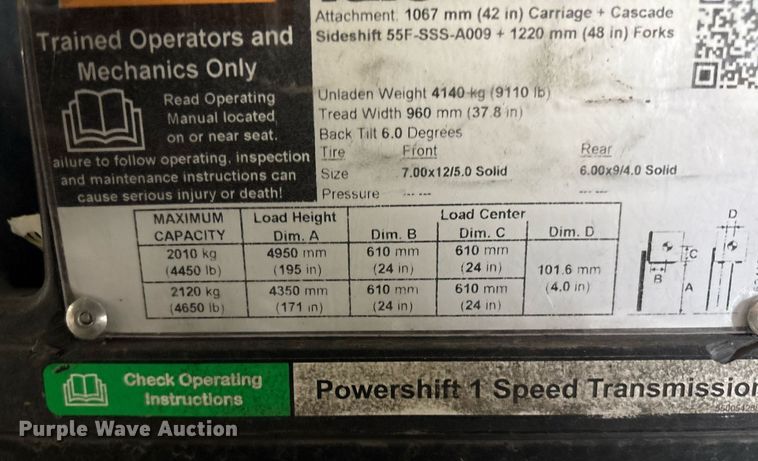 Attachment. 1067 mm (42 in) Carriage + Cascade
Sideshift 55F-SSS-A009 + 1220 mm (48 in) Forks
Trained Operators and
Mechanics Only
Read Operating
Manual located
on or near seat.
ailure to follow operating, inspection
and maintenance instructions can
cause serious injury or death!
Unladen Weight 4140 kg (9110 lb)
Tread Width 960 mm (37.8 in)
Back Tilt 6.0 Degrees
Tire Front Rear
Size 7.00x12/5.0 Solid 6.00x9/4.0 Solid
Pressure --- --- --- ---
MAXIMUM CAPACITY
Load Height Dim. A
Load Center
Dim. B Dim. C Dim. D
2010 kg 4950 mm 610 mm 610 mm
(4450 lb) (195 in) (24 in) (24 in)
101.6 mm
(4.0 in)
2120 kg 4350 mm 610 mm 610 mm
(4650 lb) (171 in) (24 in) (24 in)
D
C
B
A
Check Operating
Instructions
Powershift 1 Speed Transmission
Purple Wave Auction